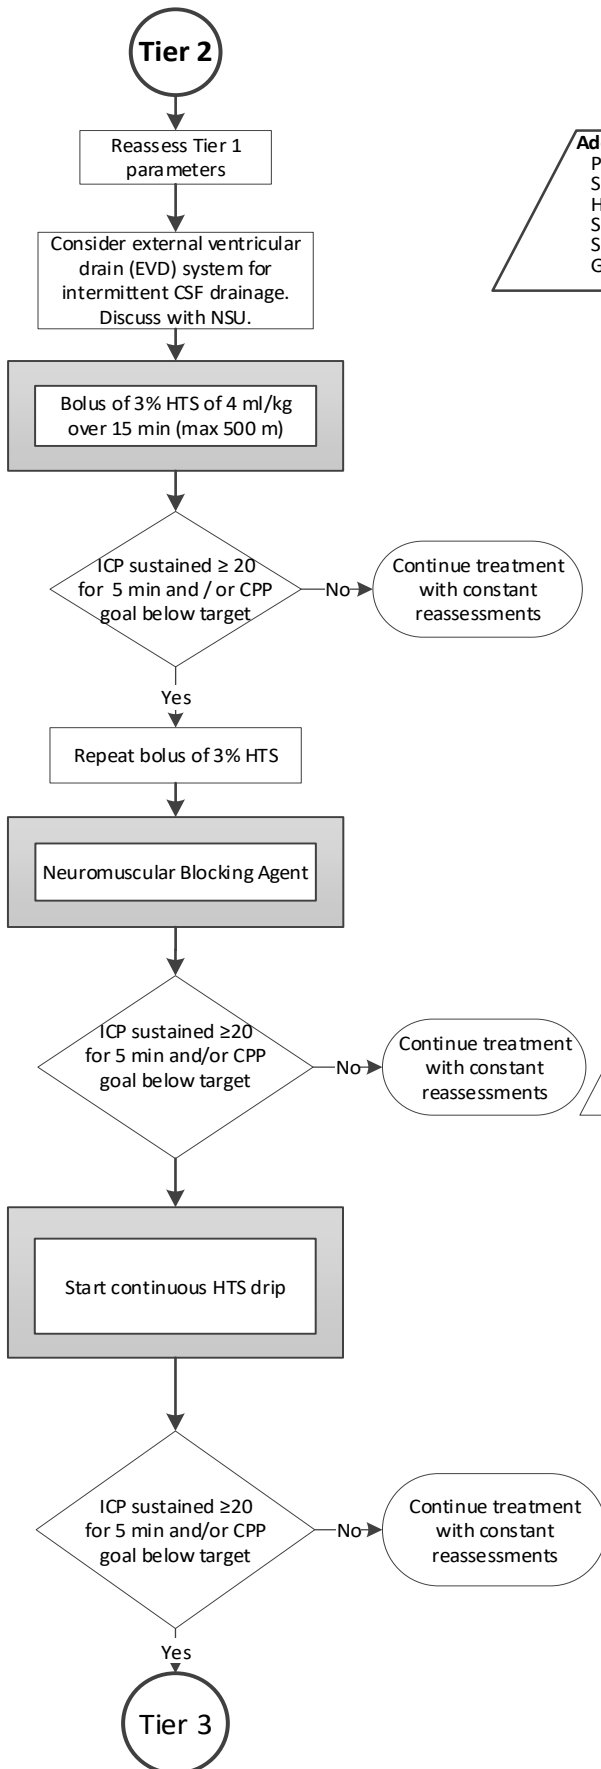 Tier 2
Reassess Tier 1
parameters
Ad
P
S
H
S
S
G
Consider external ventricular
drain (EVD) system for
intermittent CSF drainage.
Discuss with NSU.
Bolus of 3% HTS of 4 ml/kg
over 15 min (max 500 m)
ICP sustained ≥ 20
for 5 min and / or CPP
goal below target
No
Continue treatment
with constant
reassessments
Yes
Repeat bolus of 3% HTS
Neuromuscular Blocking Agent
ICP sustained ≥20
for 5 min and/or CPP
goal below target
No
Continue treatment
with constant
reassessments
Start continuous HTS drip
ICP sustained ≥20
for 5 min and/or CPP
goal below target
No
Continue treatment
with constant
reassessments
Yes
Tier 3